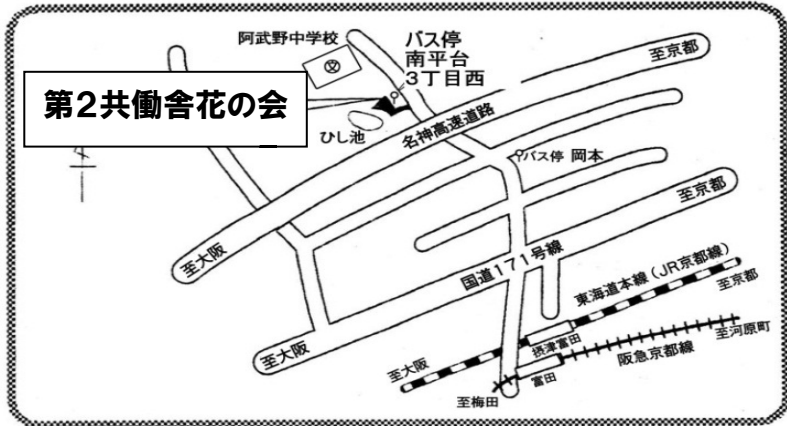 阿武野中学校
バス停
南平台
3丁目西
至京都
第2共働舎花の会
ひし池
名神高速道路
バス停 岡本
至京都
至大阪
国道171号線
東海道本線(JR京都線)
至京都
至大阪
摂津富田
至河原町
至大阪
阪急京都線
富田
至梅田